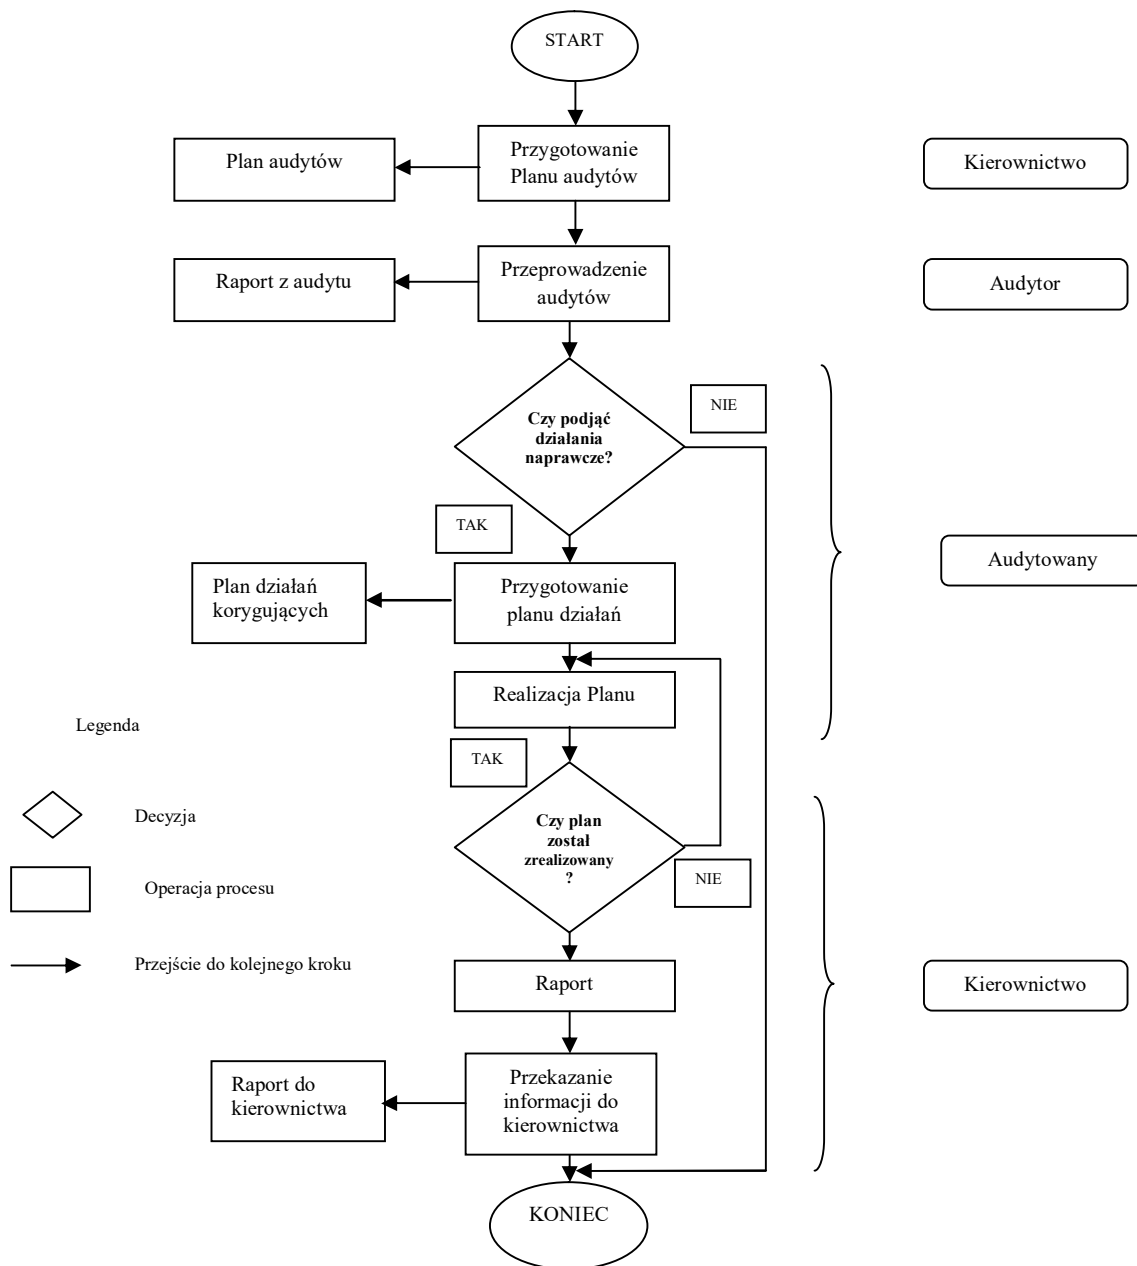 START
Plan audytów
Przygotowanie
Planu audytów
Kierownictwo
Raport z audytu
Przeprowadzenie
audytów
Audytor
Czy podjąć
działania
naprawcze?
NIE
TAK
Plan działań
korygujących
Przygotowanie
planu działań
Audytowany
Realizacja Planu
Legenda
TAK
Decyzja
Czy plan
został
zrealizowany
?
NIE
Operacja procesu
Przejście do kolejnego kroku
Raport
Kierownictwo
Raport do
kierownictwa
Przekazanie
informacji do
kierownictwa
KONIEC